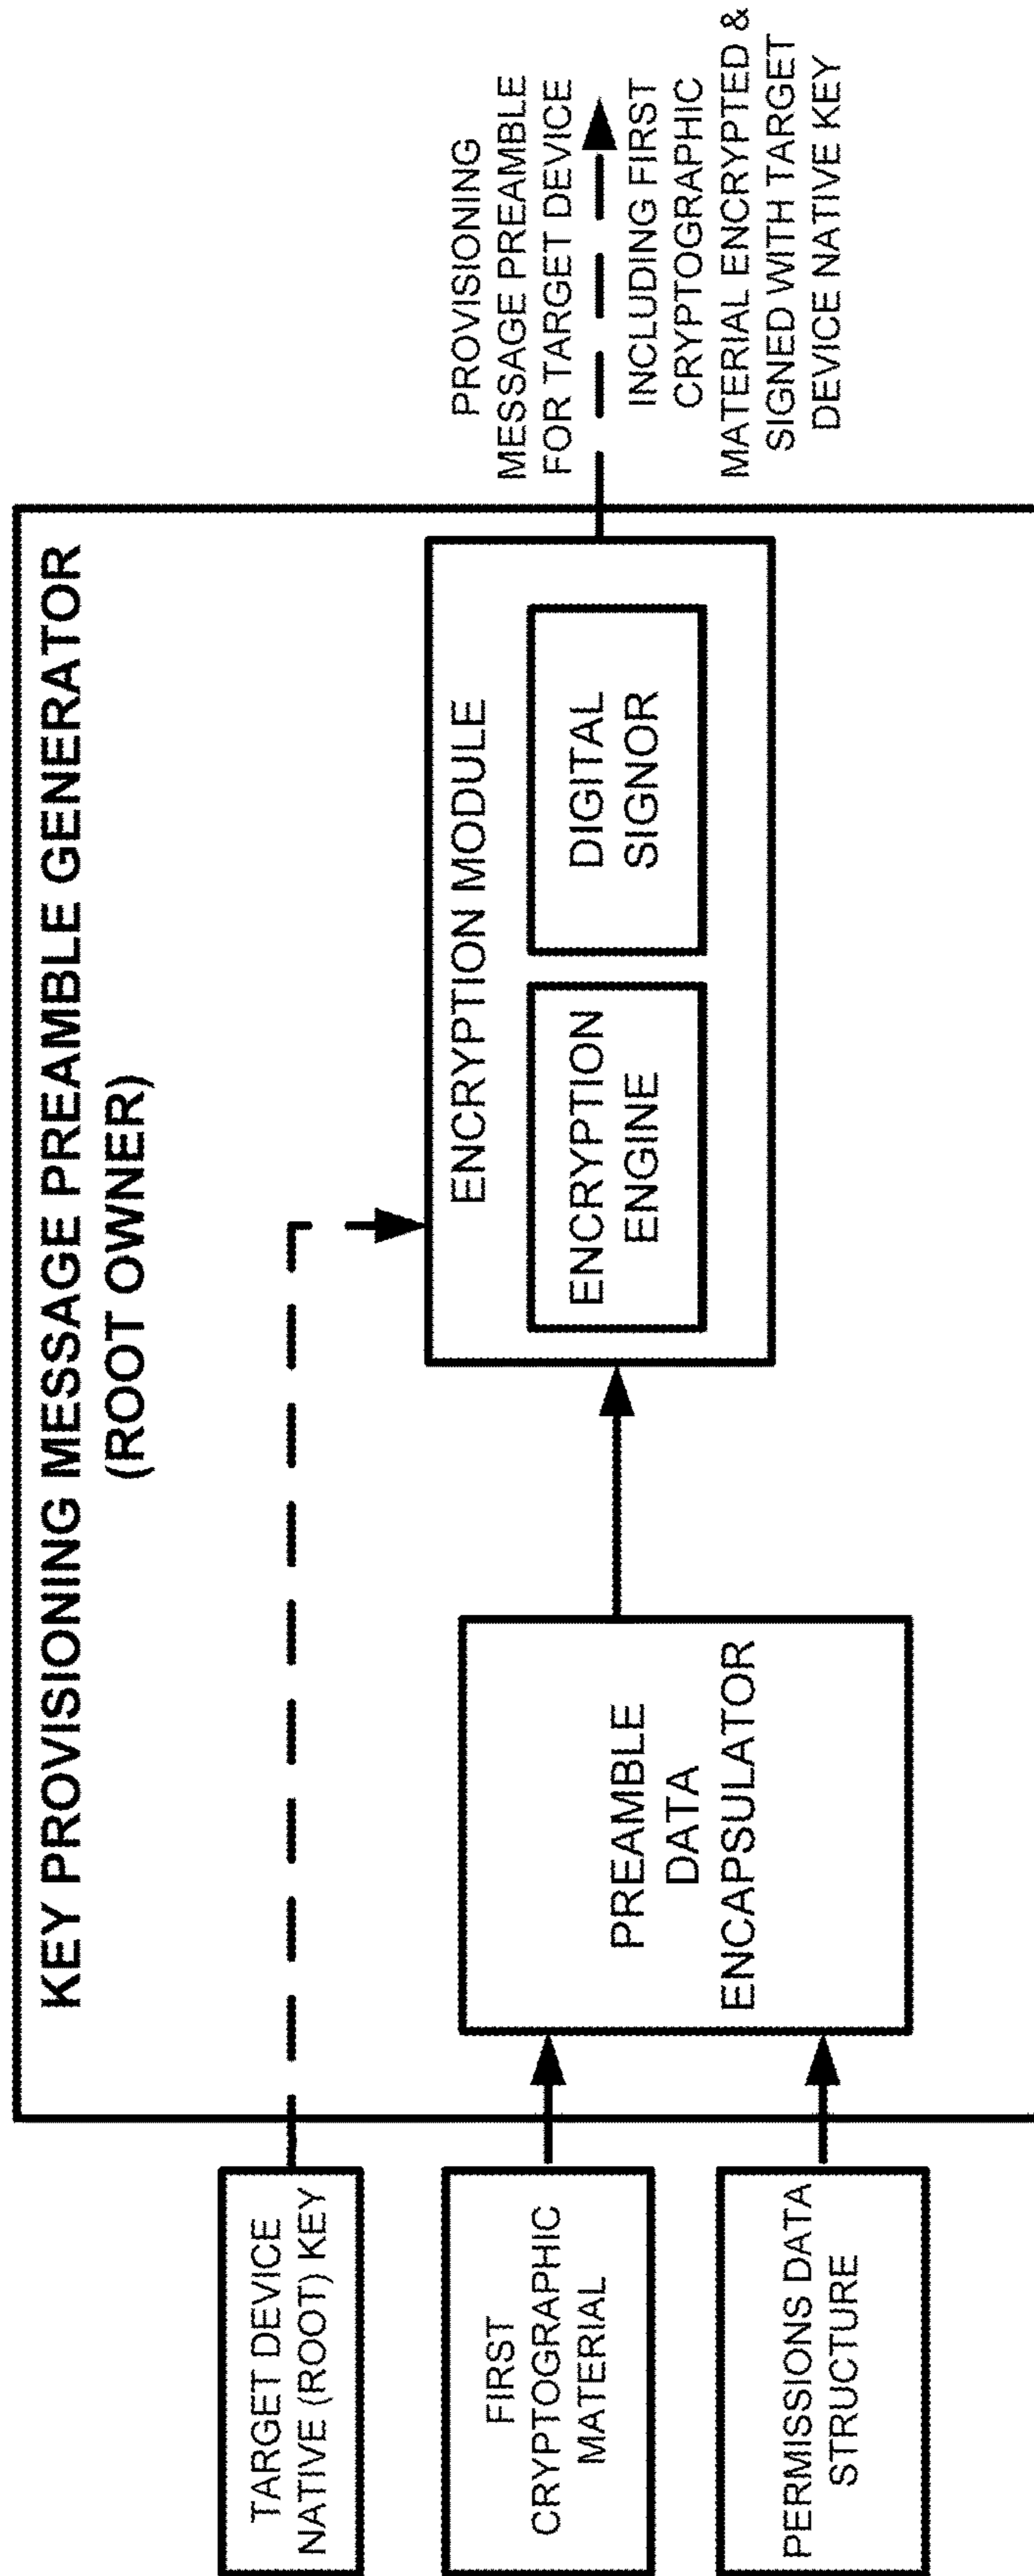 KEY PROVISIONING MESSAGE PREAMBLE GENERATOR
(ROOT OWNER)
TARGET DEVICE
NATIVE (ROOT) KEY
FIRST
CRYPTOGRAPHIC
MATERIAL
PERMISSIONS DATA
STRUCTURE
PREAMBLE
DATA
ENCAPSULATOR
ENCRYPTION MODULE
ENCRYPTION
ENGINE
DIGITAL
SIGNOR
PROVISIONING
MESSAGE PREAMBLE
FOR TARGET DEVICE
INCLUDING FIRST
CRYPTOGRAPHIC
MATERIAL ENCRYPTED &
SIGNED WITH TARGET
DEVICE NATIVE KEY